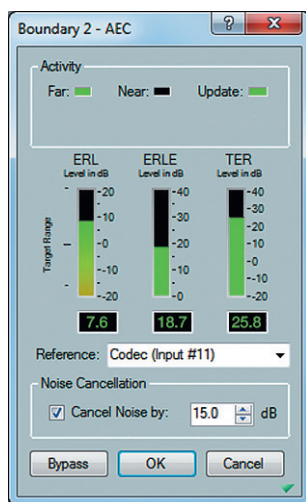 Boundary 2 - AEC
Activity
Far: Near: Update:
ERL ERLE TER
Level in dB Level in dB Level in dB
Target Range
-20 -40 -40
-10 -30 -30
-0 -20 -20
--10 -10 -10
--20 -0 -0
--20
7.6 18.7 25.8
Reference: Codec (Input #11)
Noise Cancellation
Cancel Noise by: 15.0 dB
Bypass OK Cancel